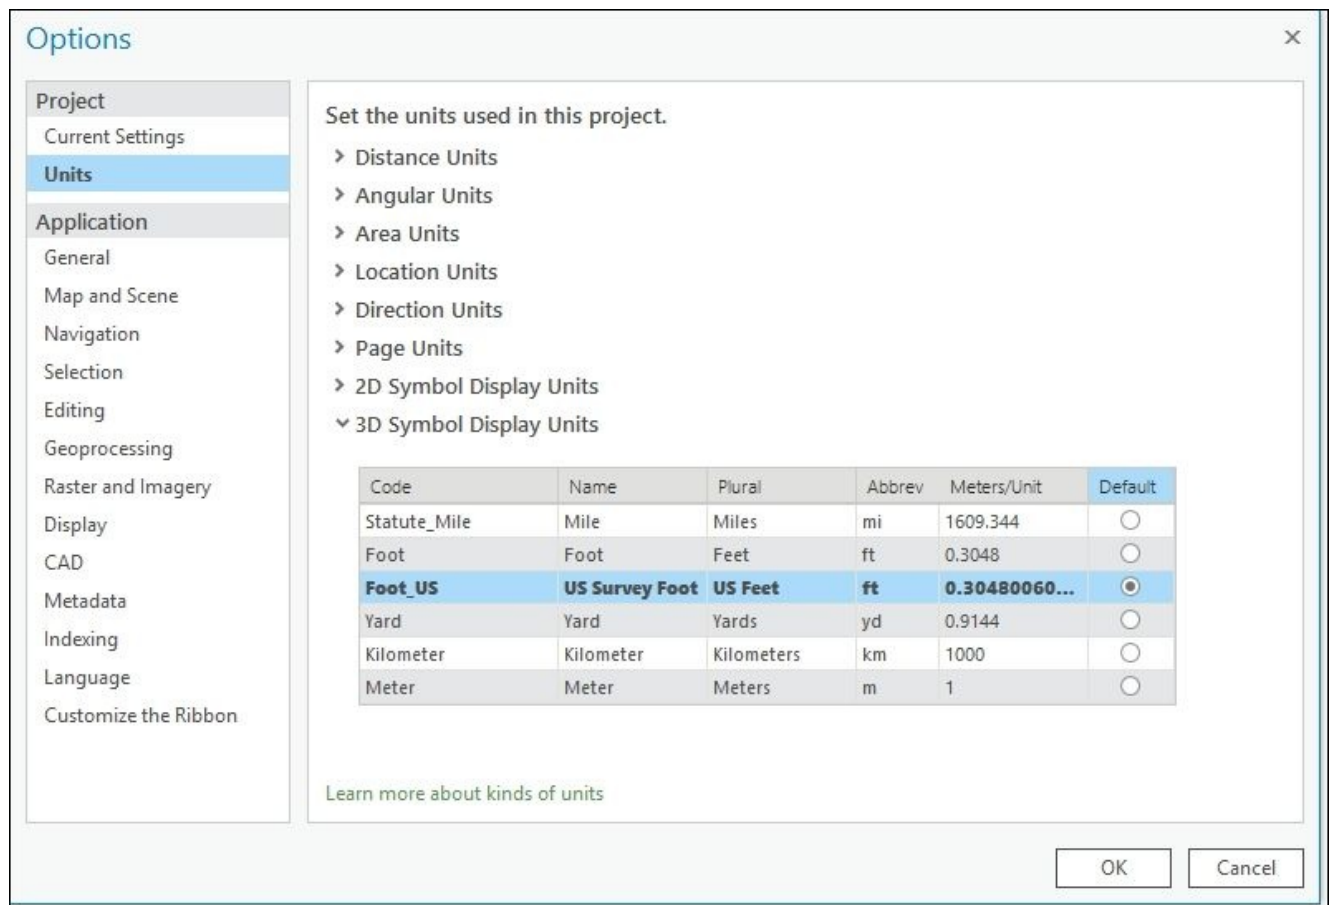 Options
Project
Current Settings
Units
Application
General
Map and Scene
Navigation
Selection
Editing
Geoprocessing
Raster and Imagery
Display
CAD
Metadata
Indexing
Language
Customize the Ribbon
Set the units used in this project.
Distance Units
Angular Units
Area Units
Location Units
Direction Units
Page Units
2D Symbol Display Units
3D Symbol Display Units
Code Name Plural Abbrev Meters/Unit Default
Statute_Mile Mile Miles mi 1609.344
Foot Foot Feet ft 0.3048
Foot_US US Survey Foot US Feet ft 0.30480060...
Yard Yard Yards yd 0.9144
Kilometer Kilometer Kilometers km 1000
Meter Meter Meters m 1
Learn more about kinds of units
OK Cancel